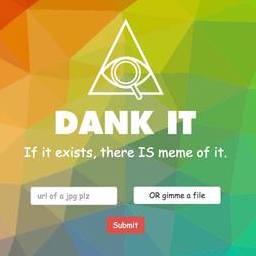 DANK IT
If it exists, there IS meme of it.
url of a jpg plz
OR gimme a file
Submit